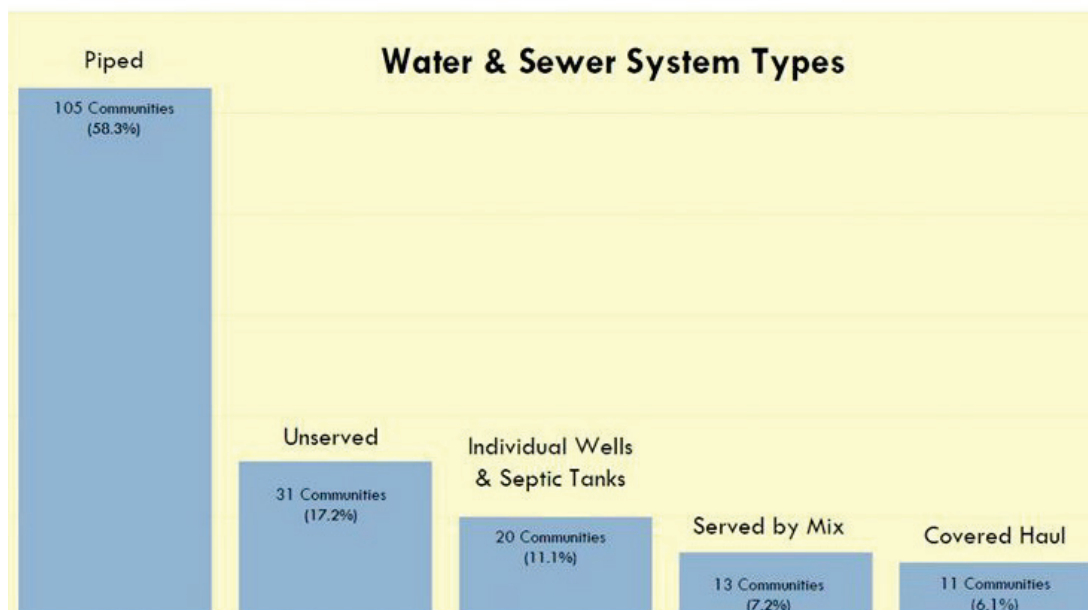 Water & Sewer System Types
Piped
105 Communities
(58.3%)
Unserved
31 Communities
(17.2%)
Individual Wells
& Septic Tanks
20 Communities
(11.1%)
Served by Mix
13 Communities
(7.2%)
Covered Haul
11 Communities
(6.1%)